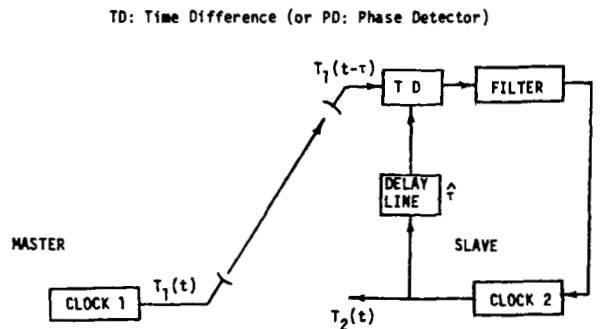 TD: Time Difference (or PD: Phase Detector)
T₁(t-τ)
T D
FILTER
DELAY
LINE
τ̂
MASTER
SLAVE
CLOCK 1
T₁(t)
T₂(t)
CLOCK 2